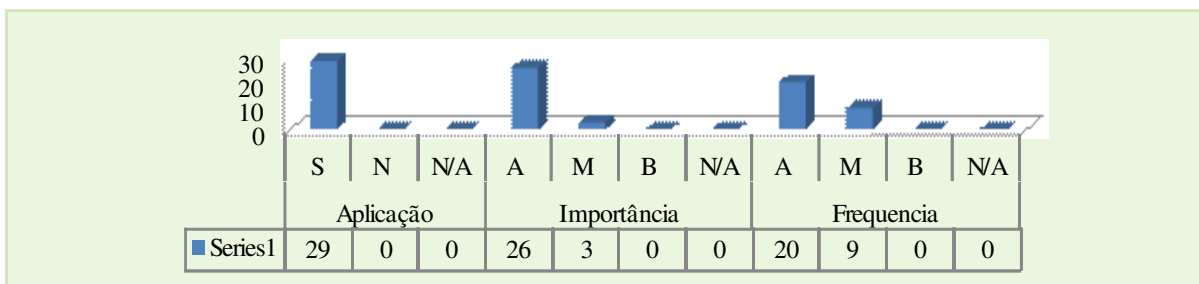 30
20
10
0
S N N/A A M B N/A A M B N/A
Aplicação Importância Frequencia
Series1 29 0 0 26 3 0 0 20 9 0 0